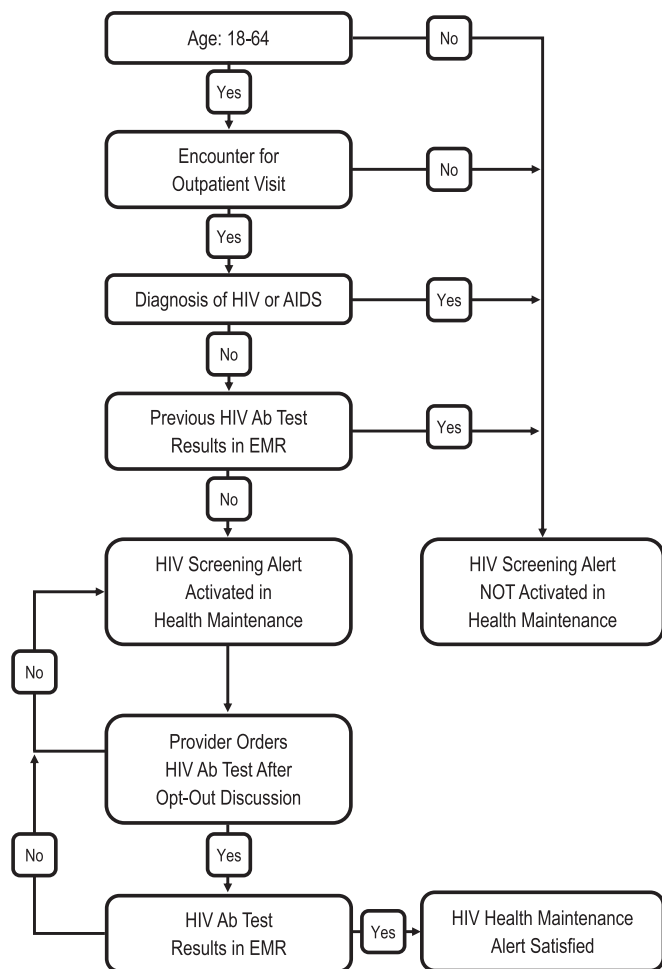 Age: 18-64
No
Yes
Encounter for
Outpatient Visit
No
Yes
Diagnosis of HIV or AIDS
Yes
No
Previous HIV Ab Test
Results in EMR
Yes
No
HIV Screening Alert
Activated in
Health Maintenance
HIV Screening Alert
NOT Activated in
Health Maintenance
No
Provider Orders
HIV Ab Test After
Opt-Out Discussion
No
Yes
HIV Ab Test
Results in EMR
Yes
HIV Health Maintenance
Alert Satisfied